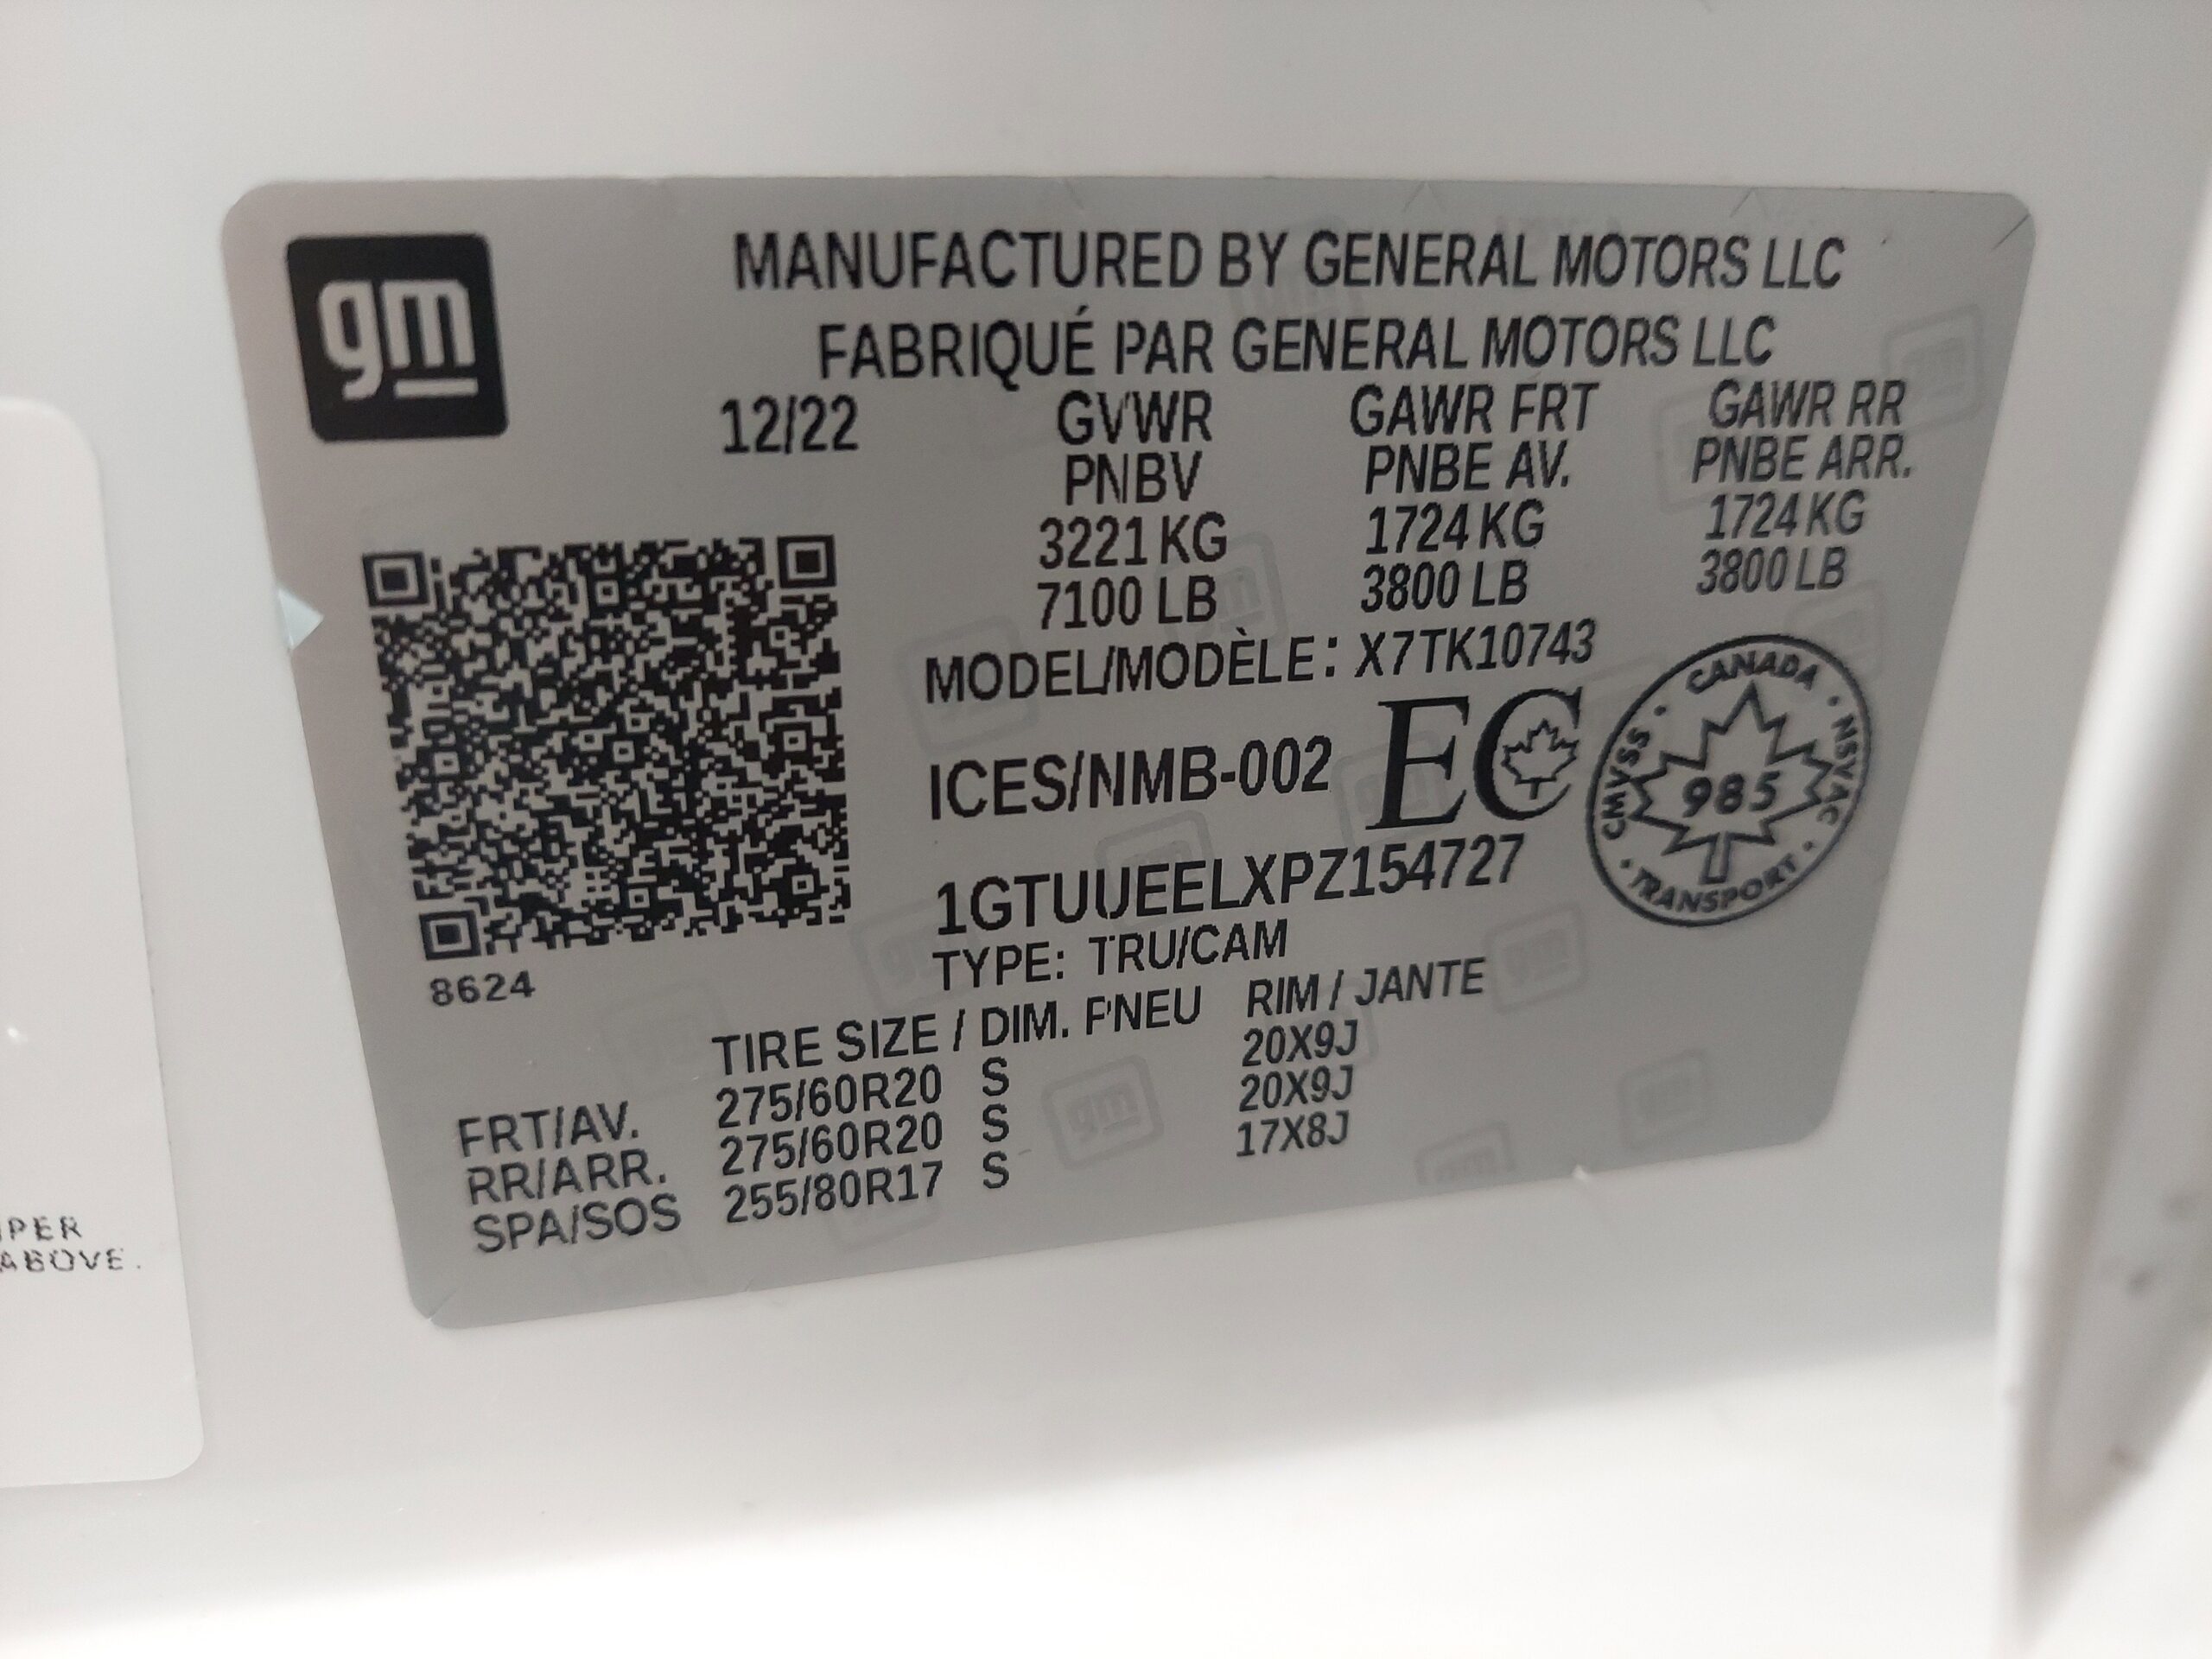 gm
MANUFACTURED BY GENERAL MOTORS LLC
FABRIQUÉ PAR GENERAL MOTORS LLC
12/22 GVWR GAWR FRT GAWR RR
PNBV PNBE AV. PNBE ARR.
3221 KG 1724 KG 1724 KG
7100 LB 3800 LB 3800 LB
MODEL/MODÈLE: X7TK10743
ICES/NMB-002 EC
CANADA · NSVAC · TRANSPORT · CMVSS ·
985
1GTUUEELXPZ154727
TYPE: TRU/CAM
8624
TIRE SIZE / DIM. PNEU RIM / JANTE
FRT/AV. 275/60R20 S 20X9J
RR/ARR. 275/60R20 S 20X9J
SPA/SOS 255/80R17 S 17X8J
PER
ABOVE.